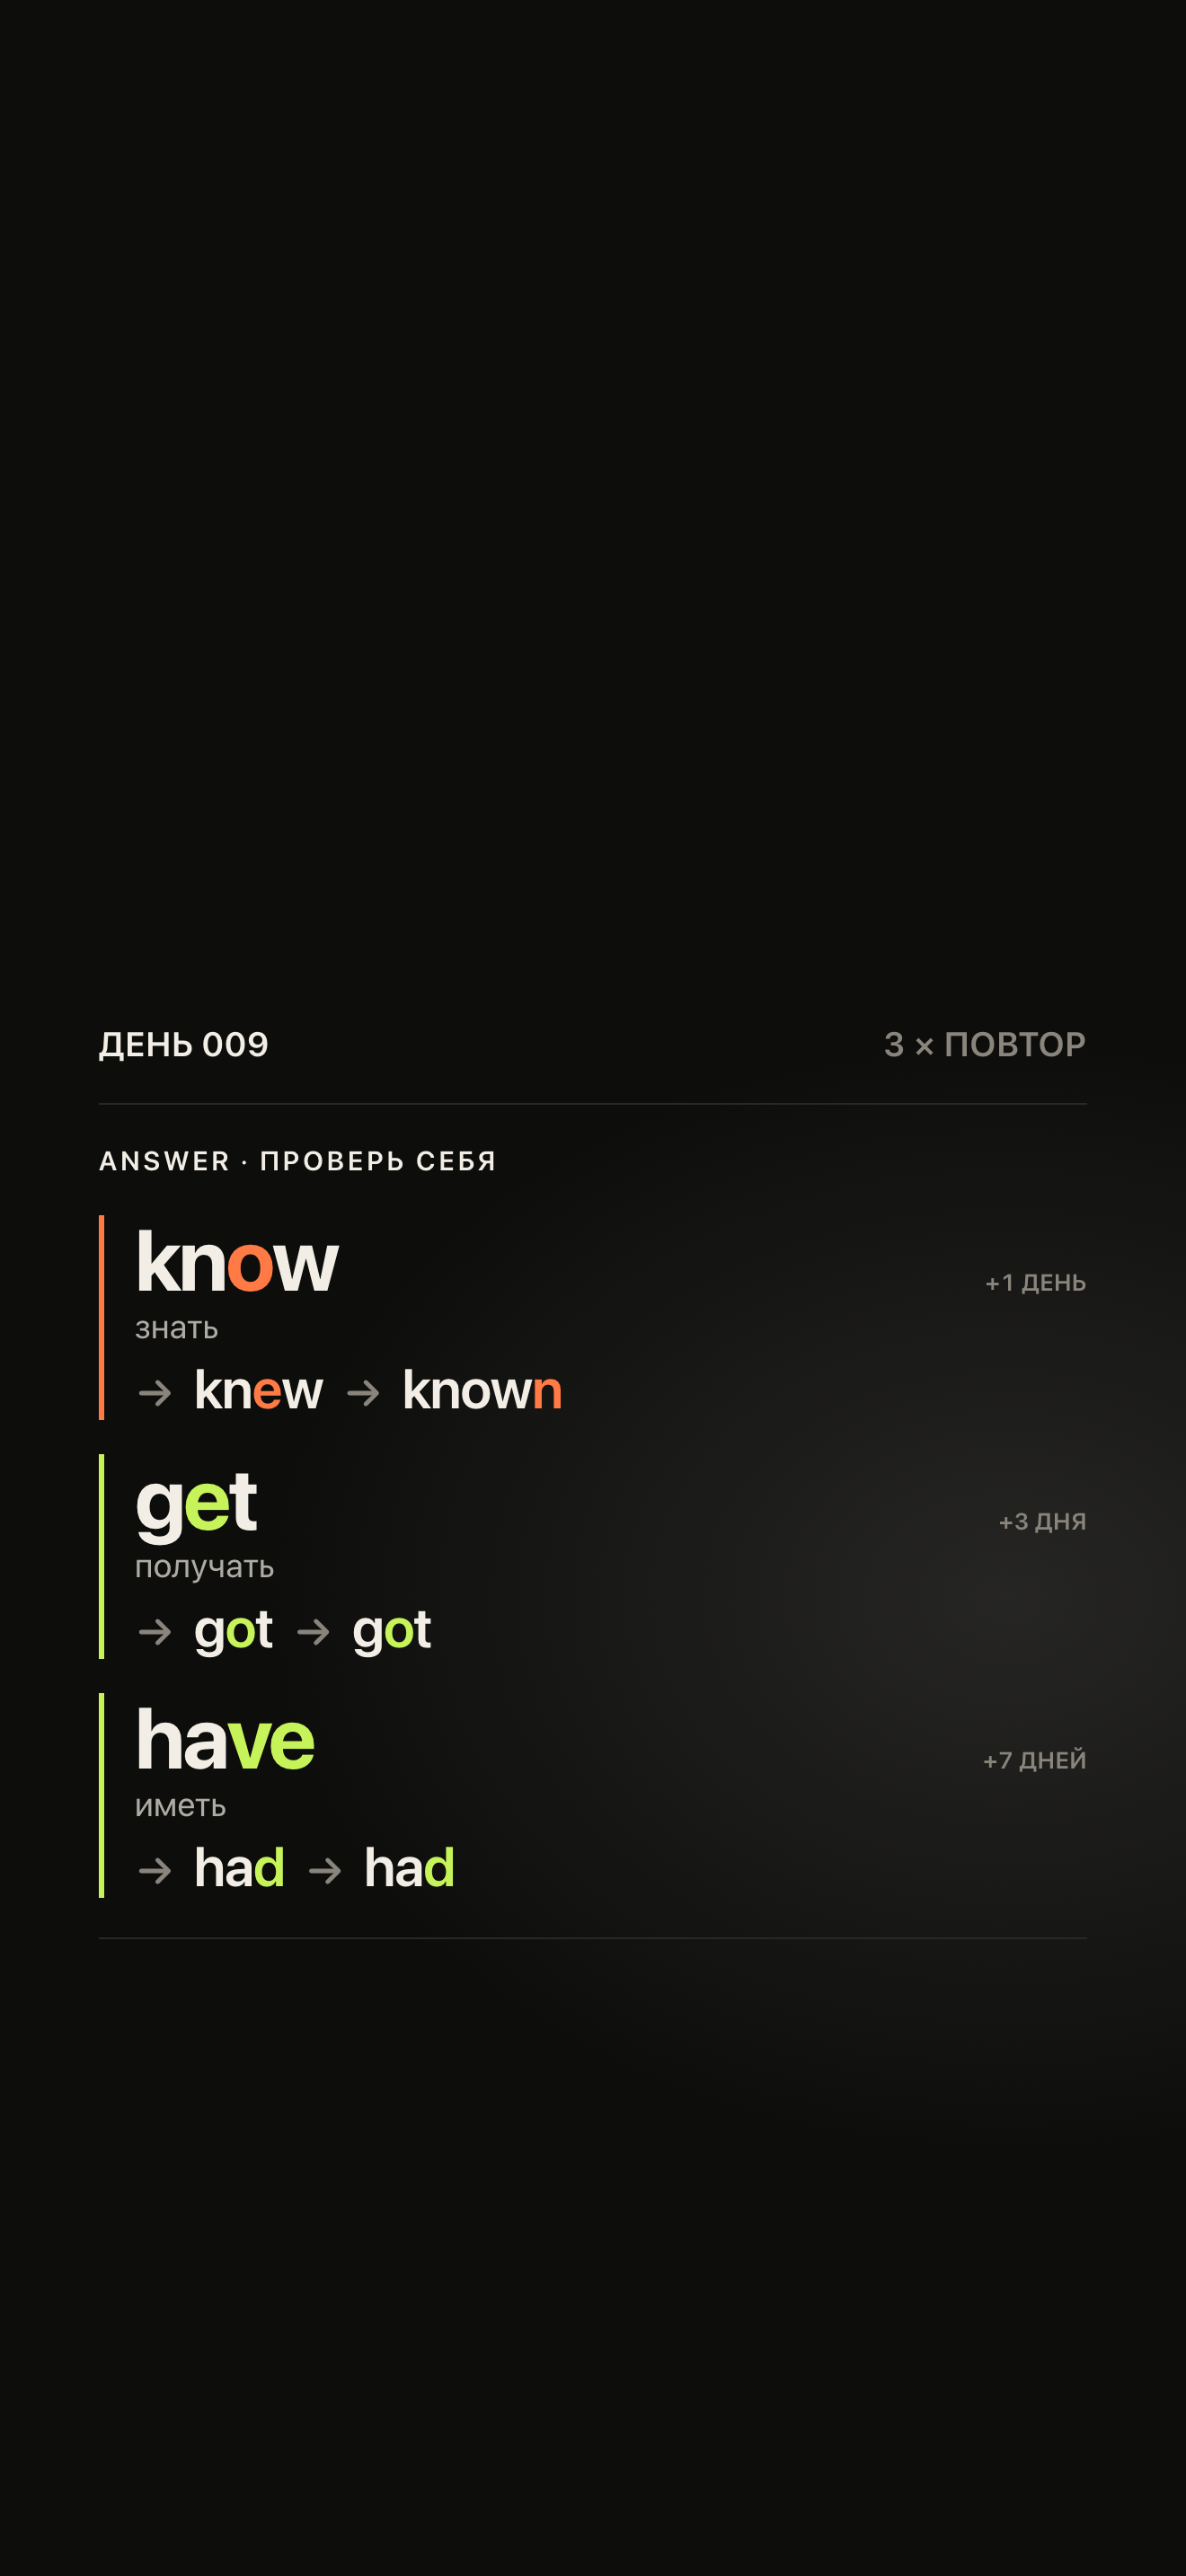 ДЕНЬ 009 3 × ПОВТОР
ANSWER · ПРОВЕРЬ СЕБЯ
know
+1 ДЕНЬ
знать
→ knew → known
get
+3 ДНЯ
получать
→ got → got
have
+7 ДНЕЙ
иметь
→ had → had